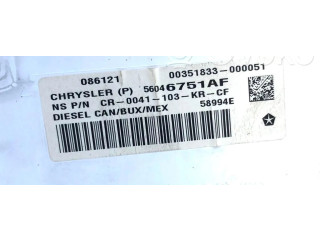 086121 00351833-000051
CHRYSLER (P) 56046751AF
NS P/N CR-0041-103-KR-CF
DIESEL CAN/BUX/MEX 58994E